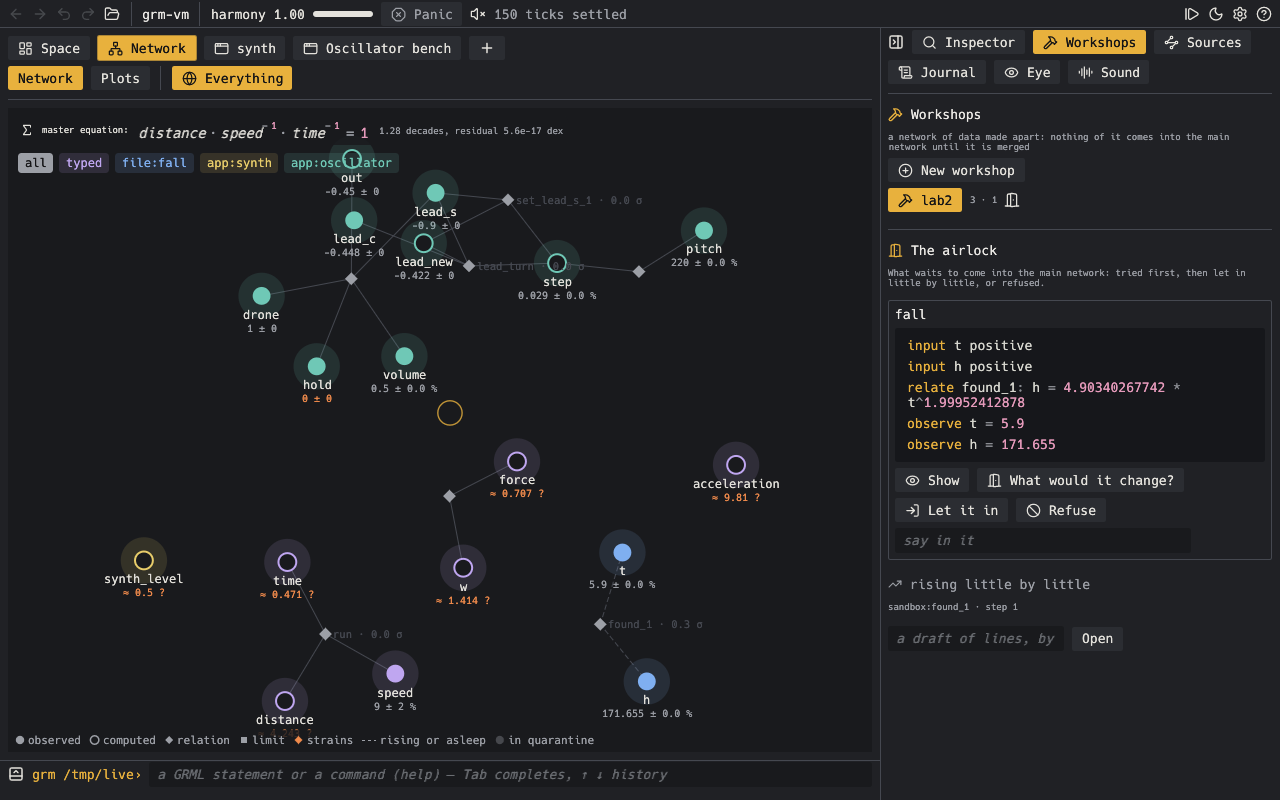 grm-vm harmony 1.00 Panic 150 ticks settled
Space Network synth Oscillator bench +
Network Plots Everything
Σ master equation: distance · speed⁻¹ · time⁻¹ = 1 1.28 decades, residual 5.6e-17 dex
all typed file:fall app:synth app:oscillator
out
-0.45 ± 0
lead_s
-0.9 ± 0
set_lead_s_1 · 0.0 σ
lead_c
-0.448 ± 0
lead_new
-0.422 ± 0
pitch
220 ± 0.0 %
step
0.029 ± 0.0 %
drone
1 ± 0
volume
0.5 ± 0.0 %
hold
0 ± 0
force
≈ 0.707 ?
acceleration
≈ 9.81 ?
synth_level
≈ 0.5 ?
time
≈ 0.471 ?
w
≈ 1.414 ?
t
5.9 ± 0.0 %
run · 0.0 σ
found_1 · 0.3 σ
speed
9 ± 2 %
h
171.655 ± 0.0 %
distance
observed computed relation limit strains rising or asleep in quarantine
grm /tmp/live› a GRML statement or a command (help) — Tab completes, ↑ ↓ history
Inspector Workshops Sources
Journal Eye Sound
Workshops
a network of data made apart: nothing of it comes into the main
network until it is merged
New workshop
lab2 3 · 1
The airlock
What waits to come into the main network: tried first, then let in
little by little, or refused.
fall
input t positive
input h positive
relate found_1: h = 4.90340267742 *
t^1.99952412878
observe t = 5.9
observe h = 171.655
Show What would it change?
Let it in Refuse
say in it
rising little by little
sandbox:found_1 · step 1
a draft of lines, by Open